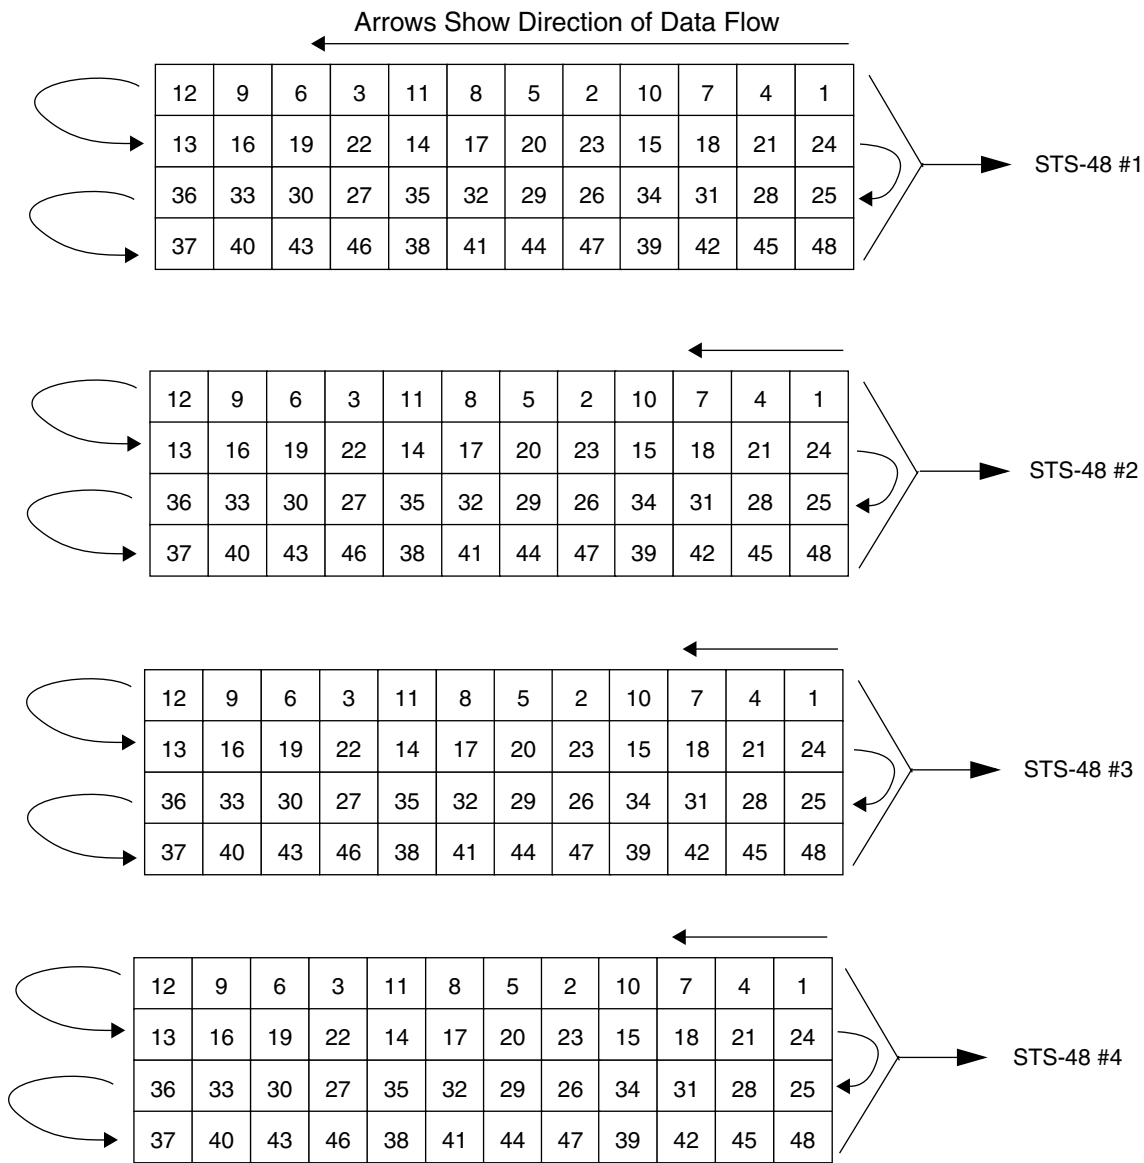 Arrows Show Direction of Data Flow
12 9 6 3 11 8 5 2 10 7 4 1
13 16 19 22 14 17 20 23 15 18 21 24
STS-48 #1
36 33 30 27 35 32 29 26 34 31 28 25
37 40 43 46 38 41 44 47 39 42 45 48
12 9 6 3 11 8 5 2 10 7 4 1
13 16 19 22 14 17 20 23 15 18 21 24
STS-48 #2
36 33 30 27 35 32 29 26 34 31 28 25
37 40 43 46 38 41 44 47 39 42 45 48
12 9 6 3 11 8 5 2 10 7 4 1
13 16 19 22 14 17 20 23 15 18 21 24
STS-48 #3
36 33 30 27 35 32 29 26 34 31 28 25
37 40 43 46 38 41 44 47 39 42 45 48
12 9 6 3 11 8 5 2 10 7 4 1
13 16 19 22 14 17 20 23 15 18 21 24
STS-48 #4
36 33 30 27 35 32 29 26 34 31 28 25
37 40 43 46 38 41 44 47 39 42 45 48